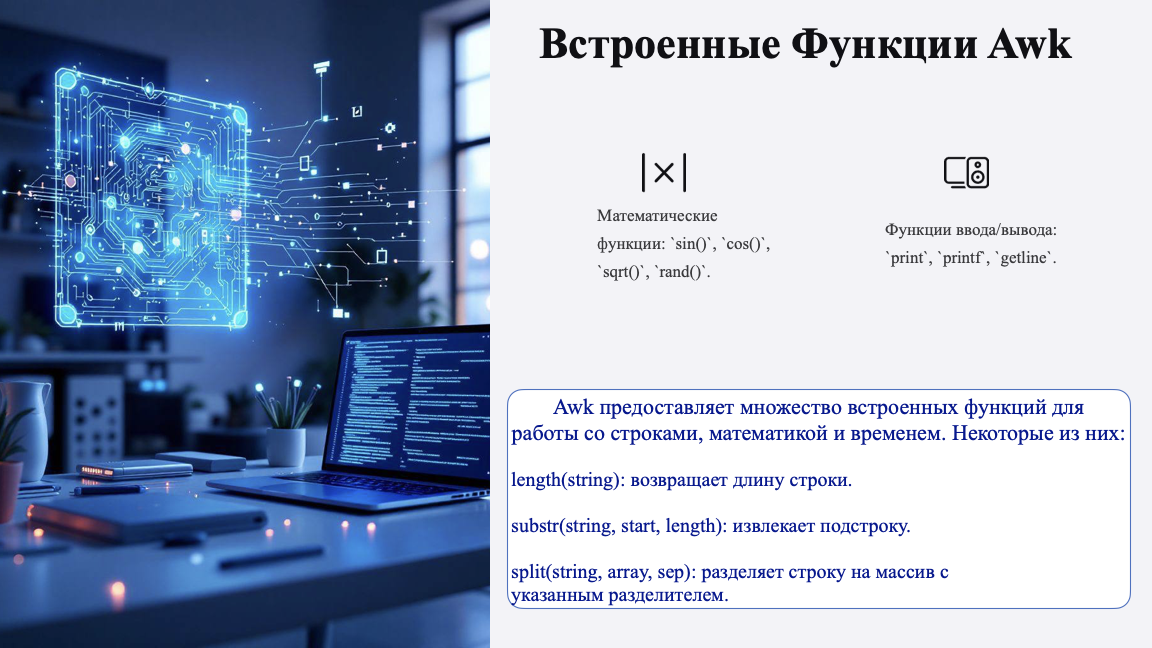 Встроенные Функции Awk
Математические
функции: `sin()`, `cos()`,
`sqrt()`, `rand()`.
Функции ввода/вывода:
`print`, `printf`, `getline`.
Awk предоставляет множество встроенных функций для
работы со строками, математикой и временем. Некоторые из них:
length(string): возвращает длину строки.
substr(string, start, length): извлекает подстроку.
split(string, array, sep): разделяет строку на массив с
указанным разделителем.